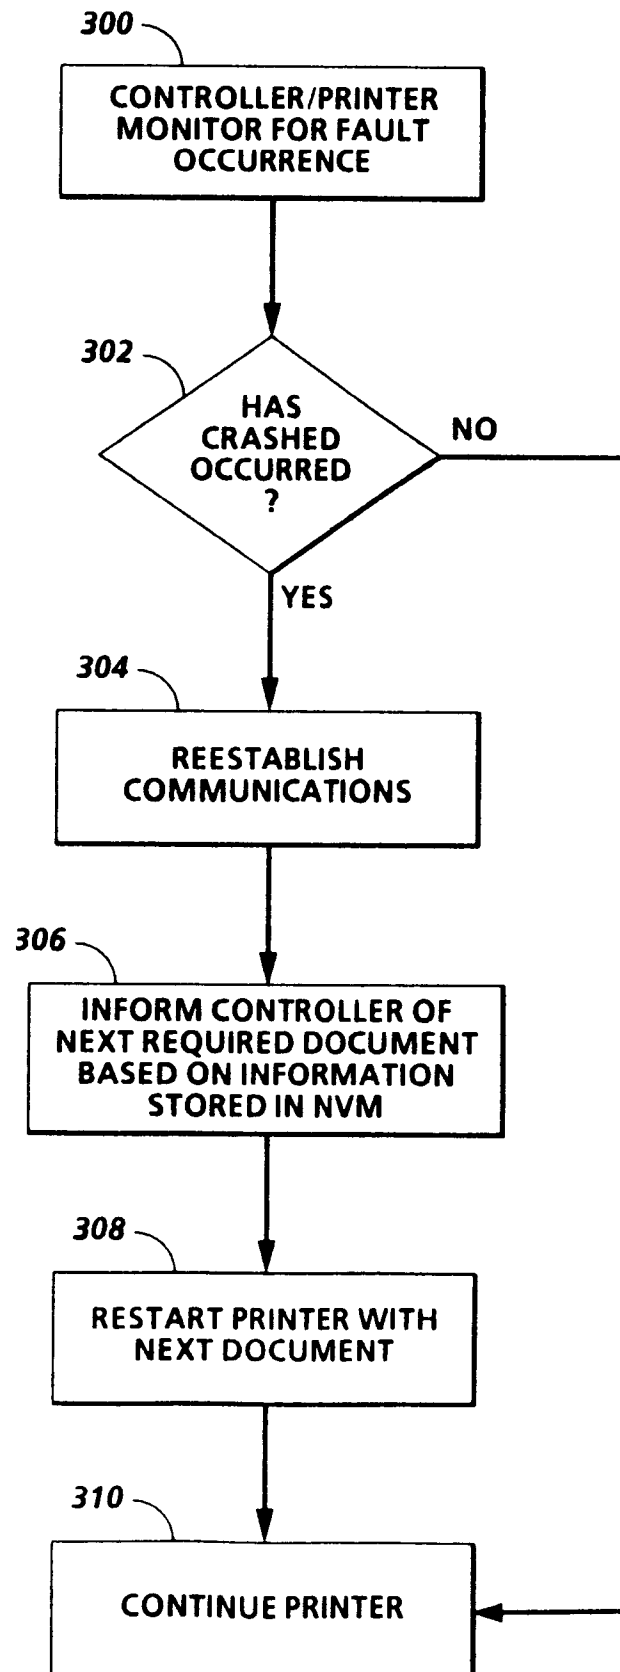 300
CONTROLLER/PRINTER
MONITOR FOR FAULT
OCCURRENCE
302
HAS
CRASHED
OCCURRED
?
NO
YES
304
REESTABLISH
COMMUNICATIONS
306
INFORM CONTROLLER OF
NEXT REQUIRED DOCUMENT
BASED ON INFORMATION
STORED IN NVM
308
RESTART PRINTER WITH
NEXT DOCUMENT
310
CONTINUE PRINTER